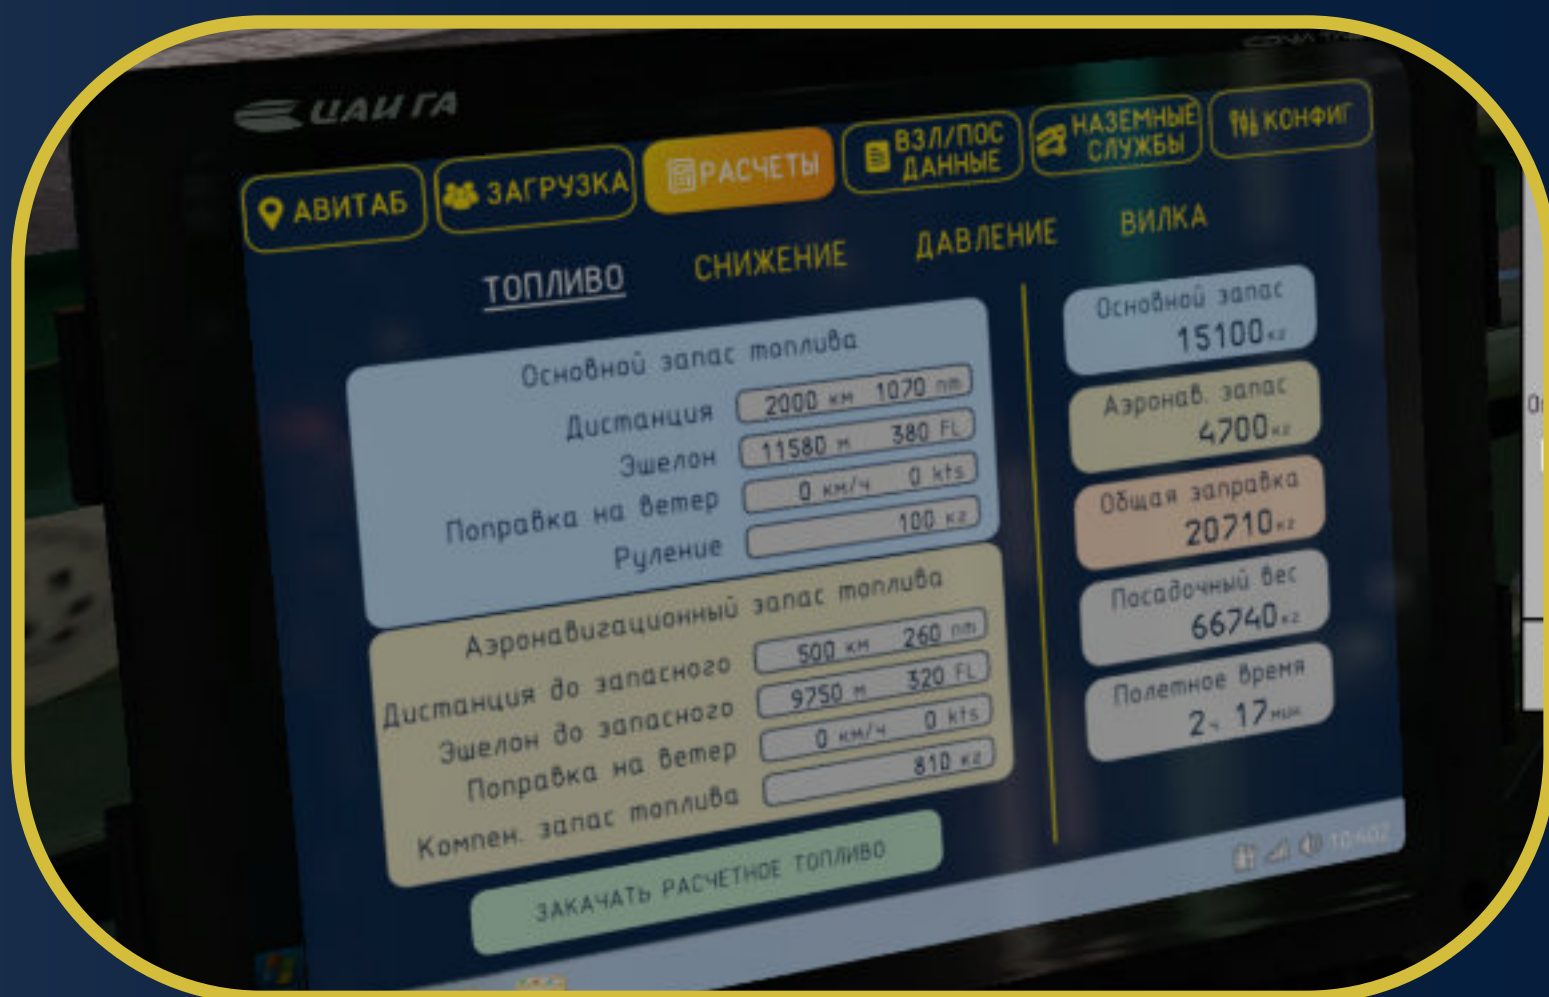 ЦАИ ГА
АВИТАБ
ЗАГРУЗКА
РАСЧЕТЫ
ВЗЛ/ПОС
ДАННЫЕ
НАЗЕМНЫЕ
СЛУЖБЫ
КОНФИГ
ТОПЛИВО
СНИЖЕНИЕ
ДАВЛЕНИЕ
ВИЛКА
Основной запас топлива
Дистанция 2000 км 1070 nm
Эшелон 11580 м 380 FL
Поправка на ветер 0 км/ч 0 kts
Руление 100 кг
Аэронавигационный запас топлива
Дистанция до запасного 500 км 260 nm
Эшелон до запасного 9750 м 320 FL
Поправка на ветер 0 км/ч 0 kts
Компен. запас топлива 810 кг
ЗАКАЧАТЬ РАСЧЕТНОЕ ТОПЛИВО
Основной запас
15100 кг
Аэронав. запас
4700 кг
Общая заправка
20710 кг
Посадочный вес
66740 кг
Полетное время
2 ч 17 мин